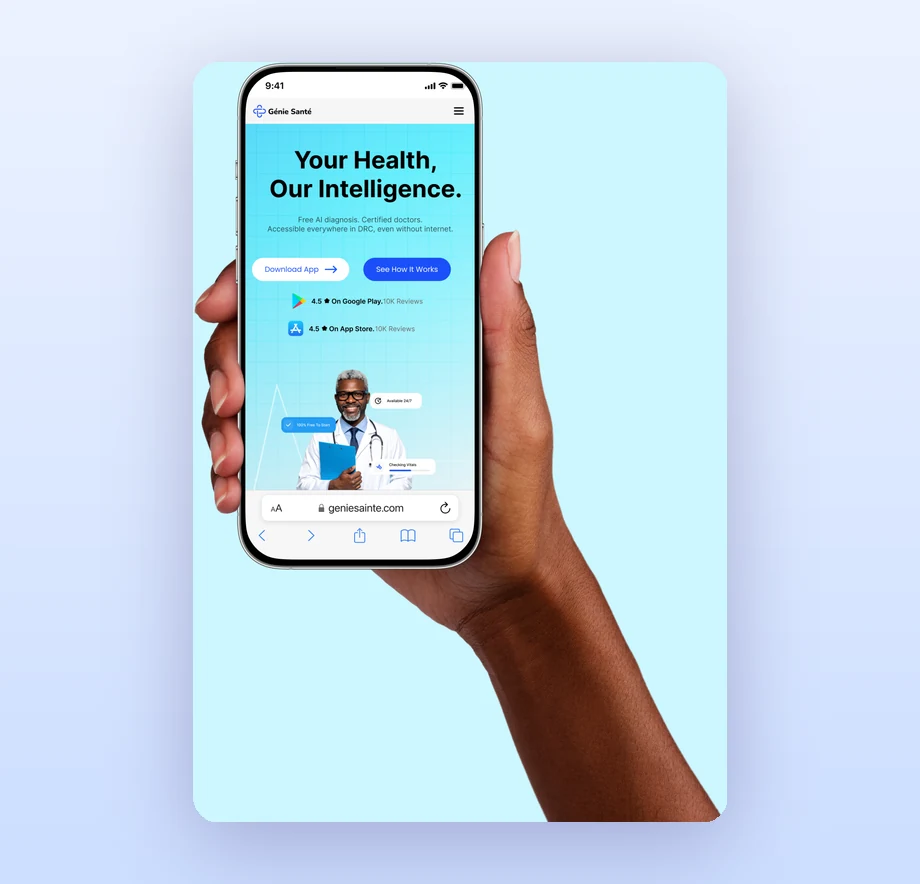 9:41
Génie Santé
Your Health,
Our Intelligence.
Free AI diagnosis. Certified doctors.
Accessible everywhere in DRC, even without internet.
Download App
See How It Works
4.5 On Google Play. 10K Reviews
4.5 On App Store. 10K Reviews
Available 24/7
100% Free To Start
Checking Vitals
AA
geniesainte.com